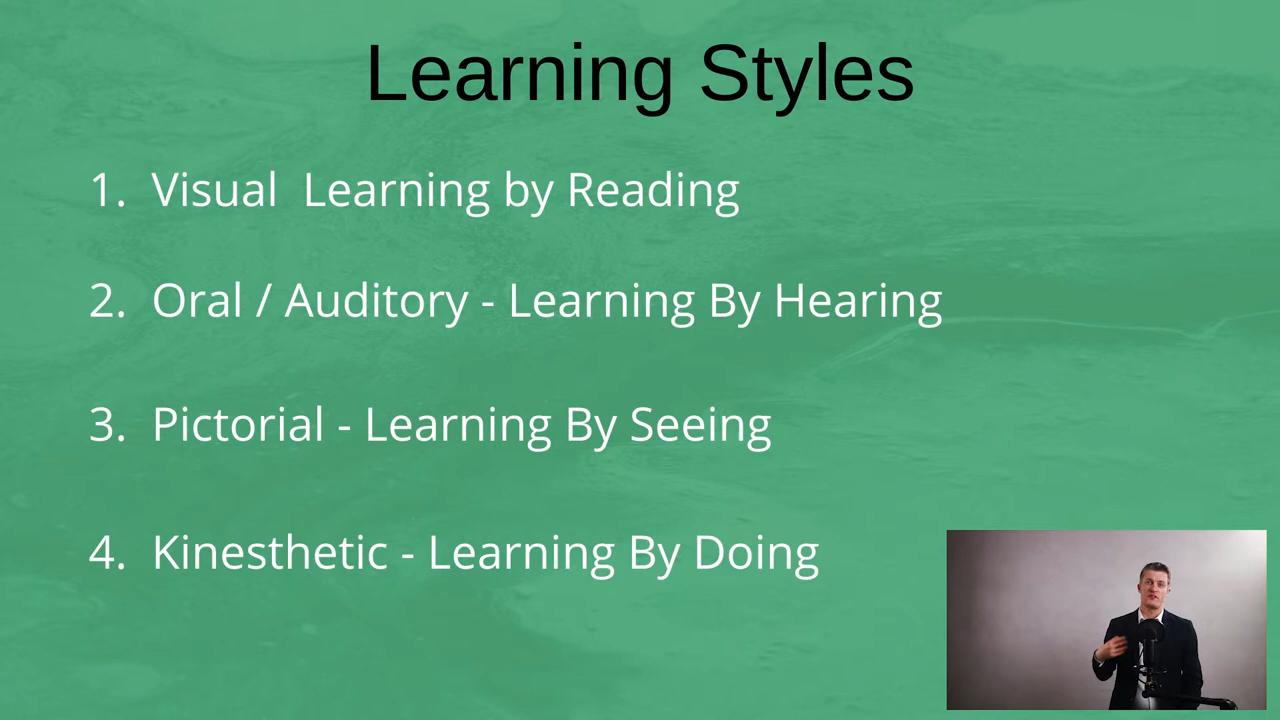 Learning Styles
1. Visual  Learning by Reading
2. Oral / Auditory - Learning By Hearing
3. Pictorial - Learning By Seeing
4. Kinesthetic - Learning By Doing